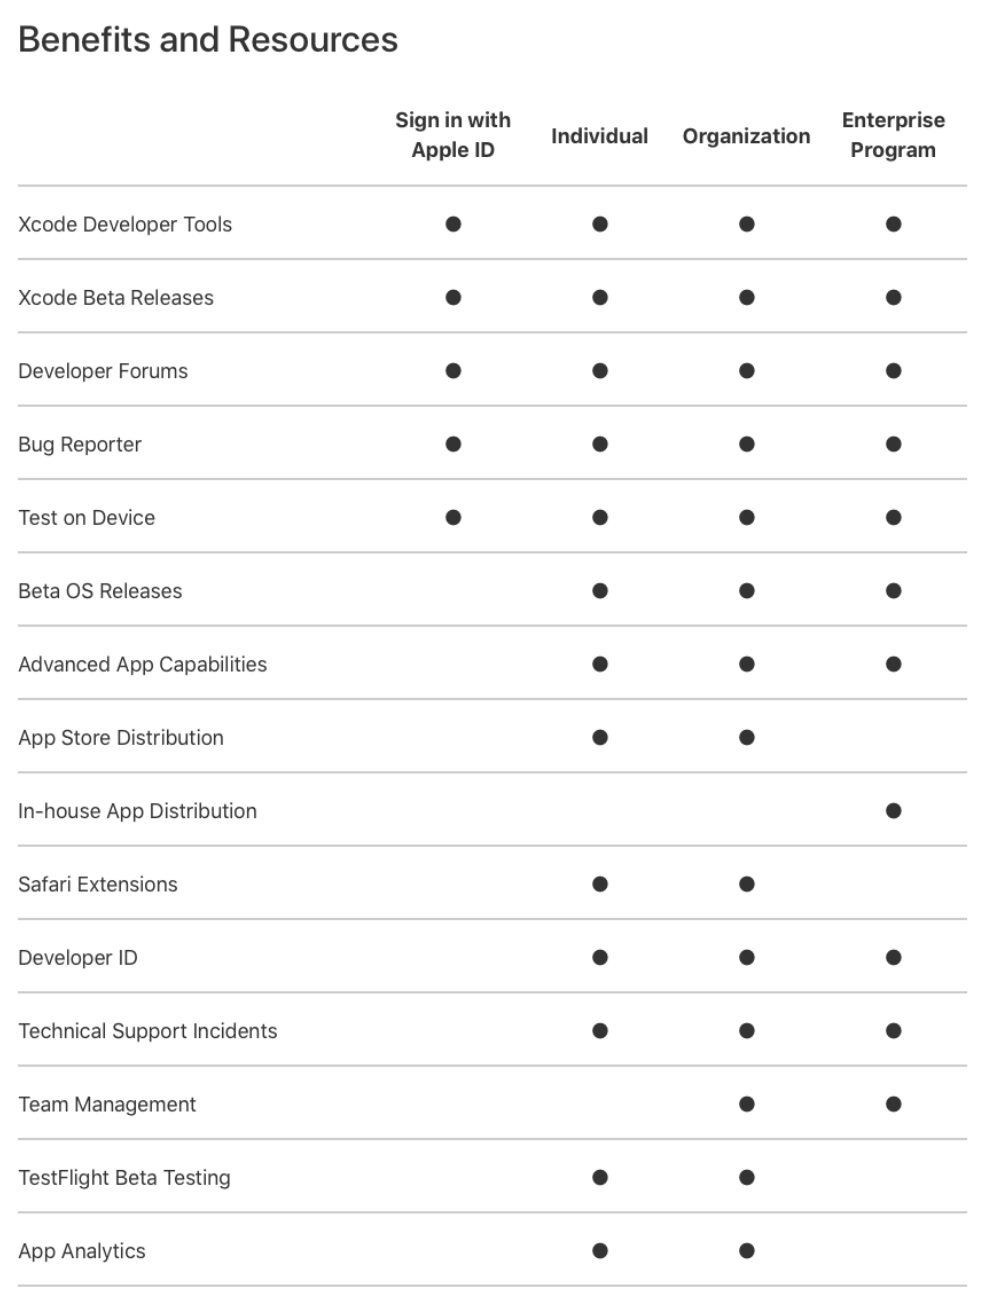 Benefits and Resources
Sign in with Apple ID Individual Organization Enterprise Program
Xcode Developer Tools ● ● ● ●
Xcode Beta Releases ● ● ● ●
Developer Forums ● ● ● ●
Bug Reporter ● ● ● ●
Test on Device ● ● ● ●
Beta OS Releases ● ● ●
Advanced App Capabilities ● ● ●
App Store Distribution ● ●
In-house App Distribution ●
Safari Extensions ● ●
Developer ID ● ● ●
Technical Support Incidents ● ● ●
Team Management ● ●
TestFlight Beta Testing ● ●
App Analytics ● ●